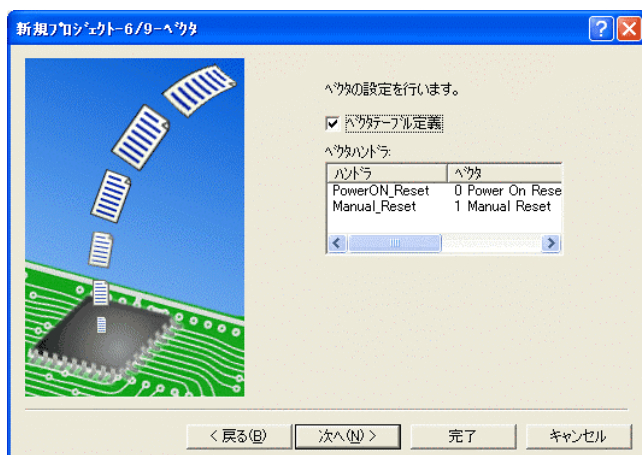 新規ﾌﾟﾛｼﾞｪｸﾄ-6/9-ﾍﾞｸﾀ
ﾍﾞｸﾀの設定を行います。
ﾍﾞｸﾀﾃｰﾌﾞﾙ定義
ﾍﾞｸﾀﾊﾝﾄﾞﾗ:
ﾊﾝﾄﾞﾗ ﾍﾞｸﾀ
PowerON_Reset 0 Power On Rese
Manual_Reset 1 Manual Reset
< 戻る(B) 次へ(N) > 完了 ｷｬﾝｾﾙ